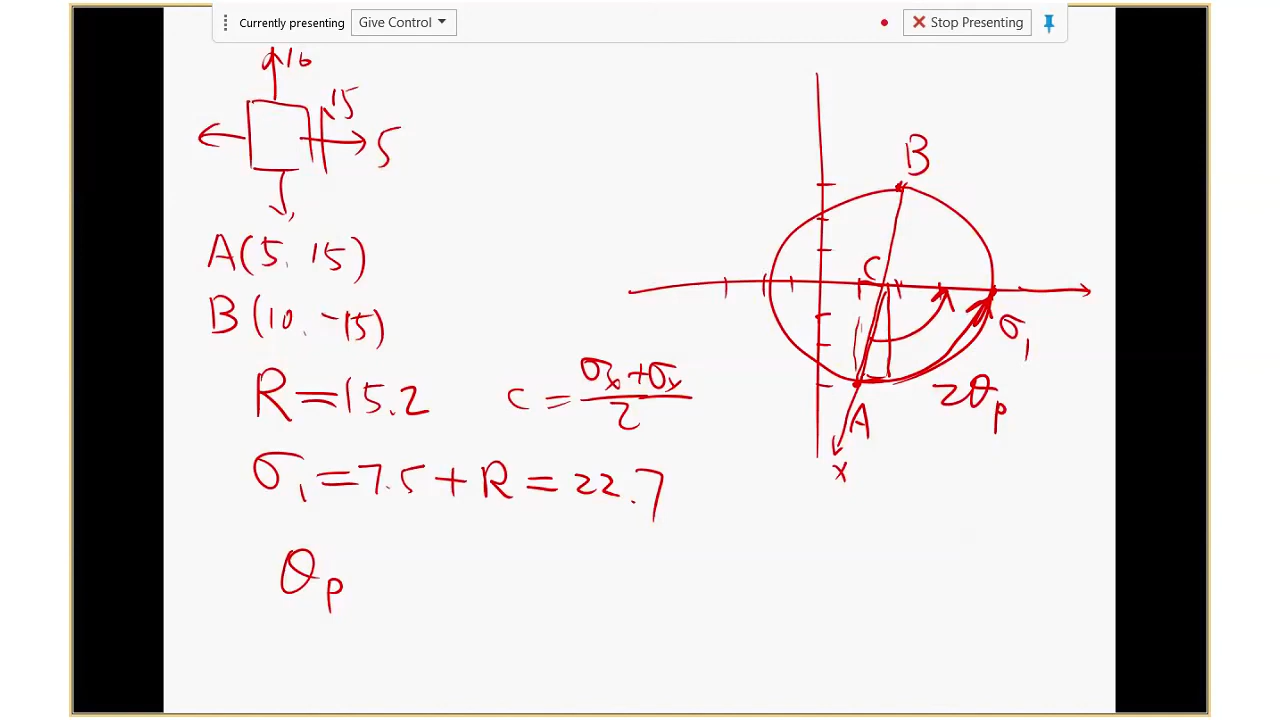 Currently presenting Give Control Stop Presenting
10
15
5
A(5, 15)
B(10, -15)
R=15.2
c = σx+σy/2
σ1=7.5+R=22.7
θp
B
C
σ1
2θp
A
x